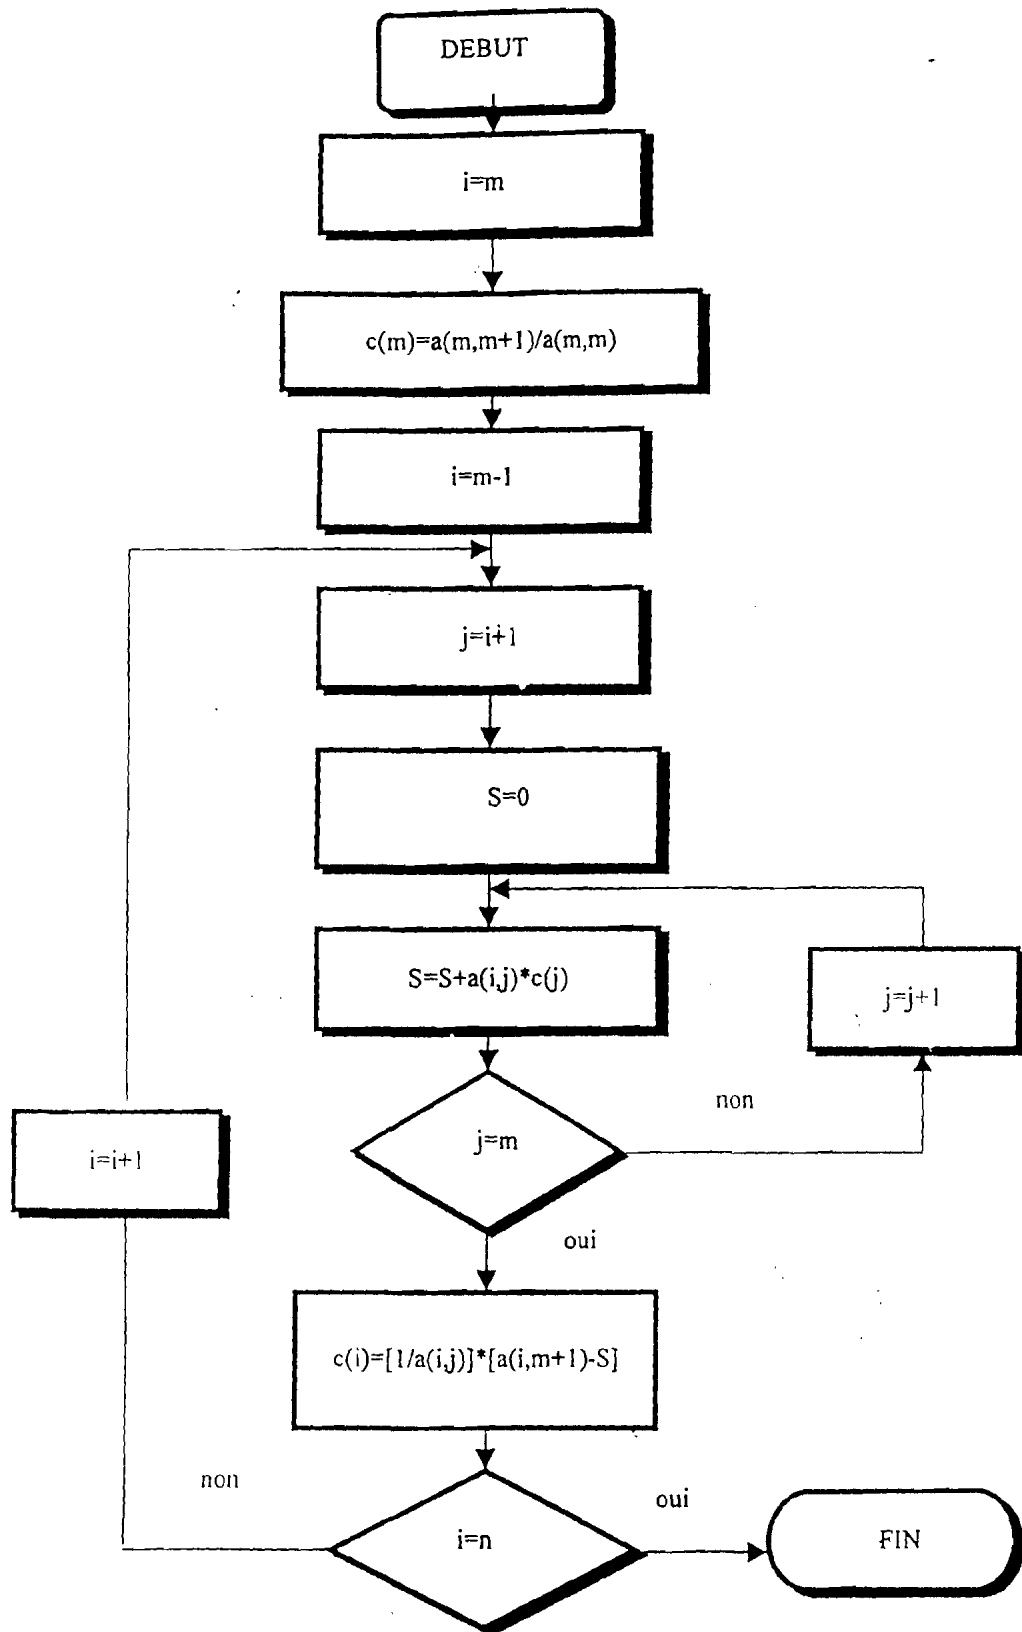 DEBUT
i=m
c(m)=a(m,m+1)/a(m,m)
i=m-1
j=i+1
S=0
S=S+a(i,j)*c(j)
j=j+1
non
j=m
i=i+1
oui
c(i)=[1/a(i,j)]*[a(i,m+1)-S]
non
oui
i=n
FIN